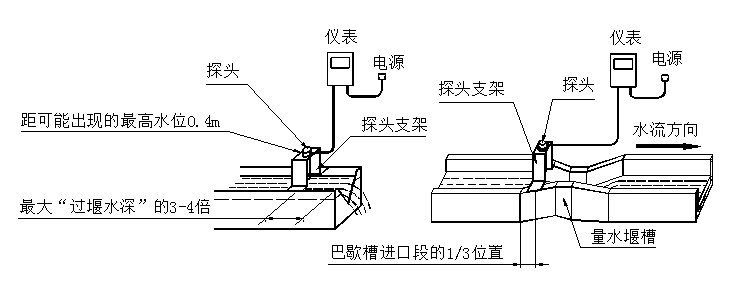 仪表
电源
探头
距可能出现的最高水位0.4m
探头支架
最大“过堰水深”的3-4倍
仪表
电源
探头
探头支架
水流方向
量水堰槽
巴歇槽进口段的1/3位置